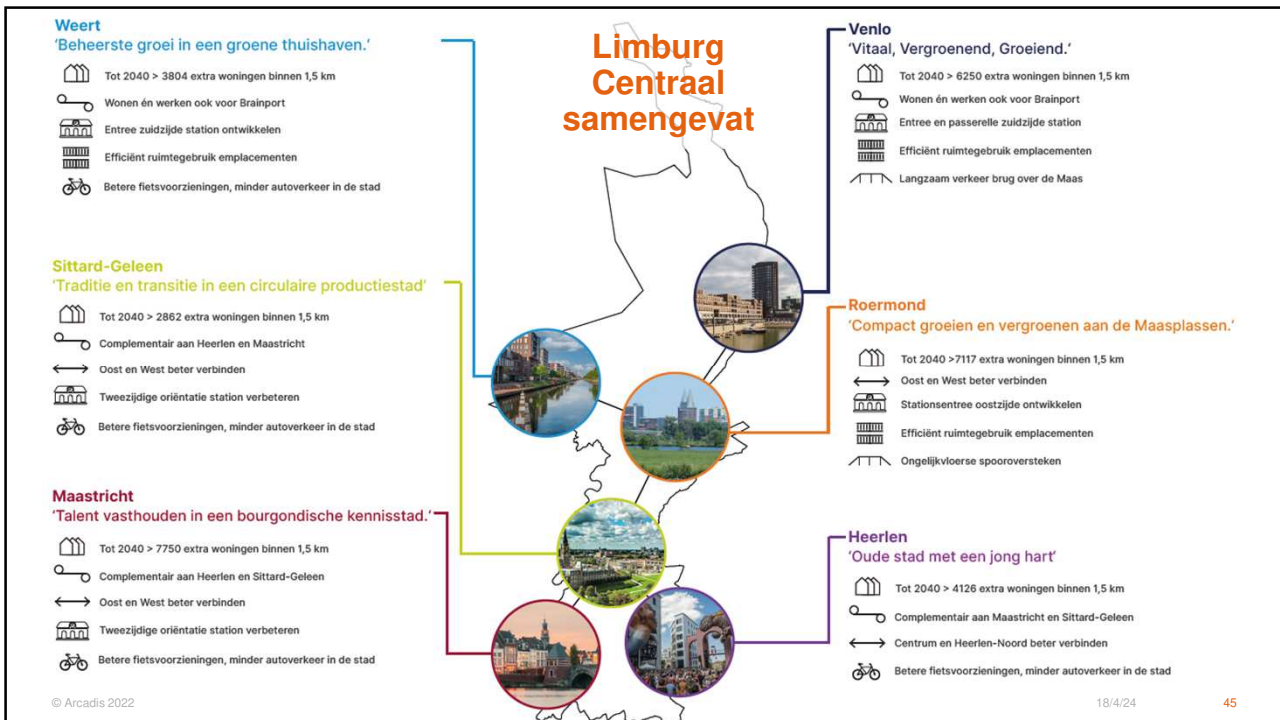 Limburg
Centraal
samengevat
Weert
'Beheerste groei in een groene thuishaven.'
Tot 2040 > 3804 extra woningen binnen 1,5 km
Wonen én werken ook voor Brainport
Entree zuidzijde station ontwikkelen
Efficiënt ruimtegebruik emplacementen
Betere fietsvoorzieningen, minder autoverkeer in de stad
Sittard-Geleen
'Traditie en transitie in een circulaire productiestad'
Tot 2040 > 2862 extra woningen binnen 1,5 km
Complementair aan Heerlen en Maastricht
Oost en West beter verbinden
Tweezijdige oriëntatie station verbeteren
Betere fietsvoorzieningen, minder autoverkeer in de stad
Maastricht
'Talent vasthouden in een bourgondische kennisstad.'
Tot 2040 > 7750 extra woningen binnen 1,5 km
Complementair aan Heerlen en Sittard-Geleen
Oost en West beter verbinden
Tweezijdige oriëntatie station verbeteren
Betere fietsvoorzieningen, minder autoverkeer in de stad
Venlo
'Vitaal, Vergroenend, Groeiend.'
Tot 2040 > 6250 extra woningen binnen 1,5 km
Wonen én werken ook voor Brainport
Entree en passerelle zuidzijde station
Efficiënt ruimtegebruik emplacementen
Langzaam verkeer brug over de Maas
Roermond
'Compact groeien en vergroenen aan de Maasplassen.'
Tot 2040 >7117 extra woningen binnen 1,5 km
Oost en West beter verbinden
Stationsentree oostzijde ontwikkelen
Efficiënt ruimtegebruik emplacementen
Ongelijkvloerse spooroversteken
Heerlen
'Oude stad met een jong hart'
Tot 2040 > 4126 extra woningen binnen 1,5 km
Complementair aan Maastricht en Sittard-Geleen
Centrum en Heerlen-Noord beter verbinden
Betere fietsvoorzieningen, minder autoverkeer in de stad
© Arcadis 2022
18/4/24
45